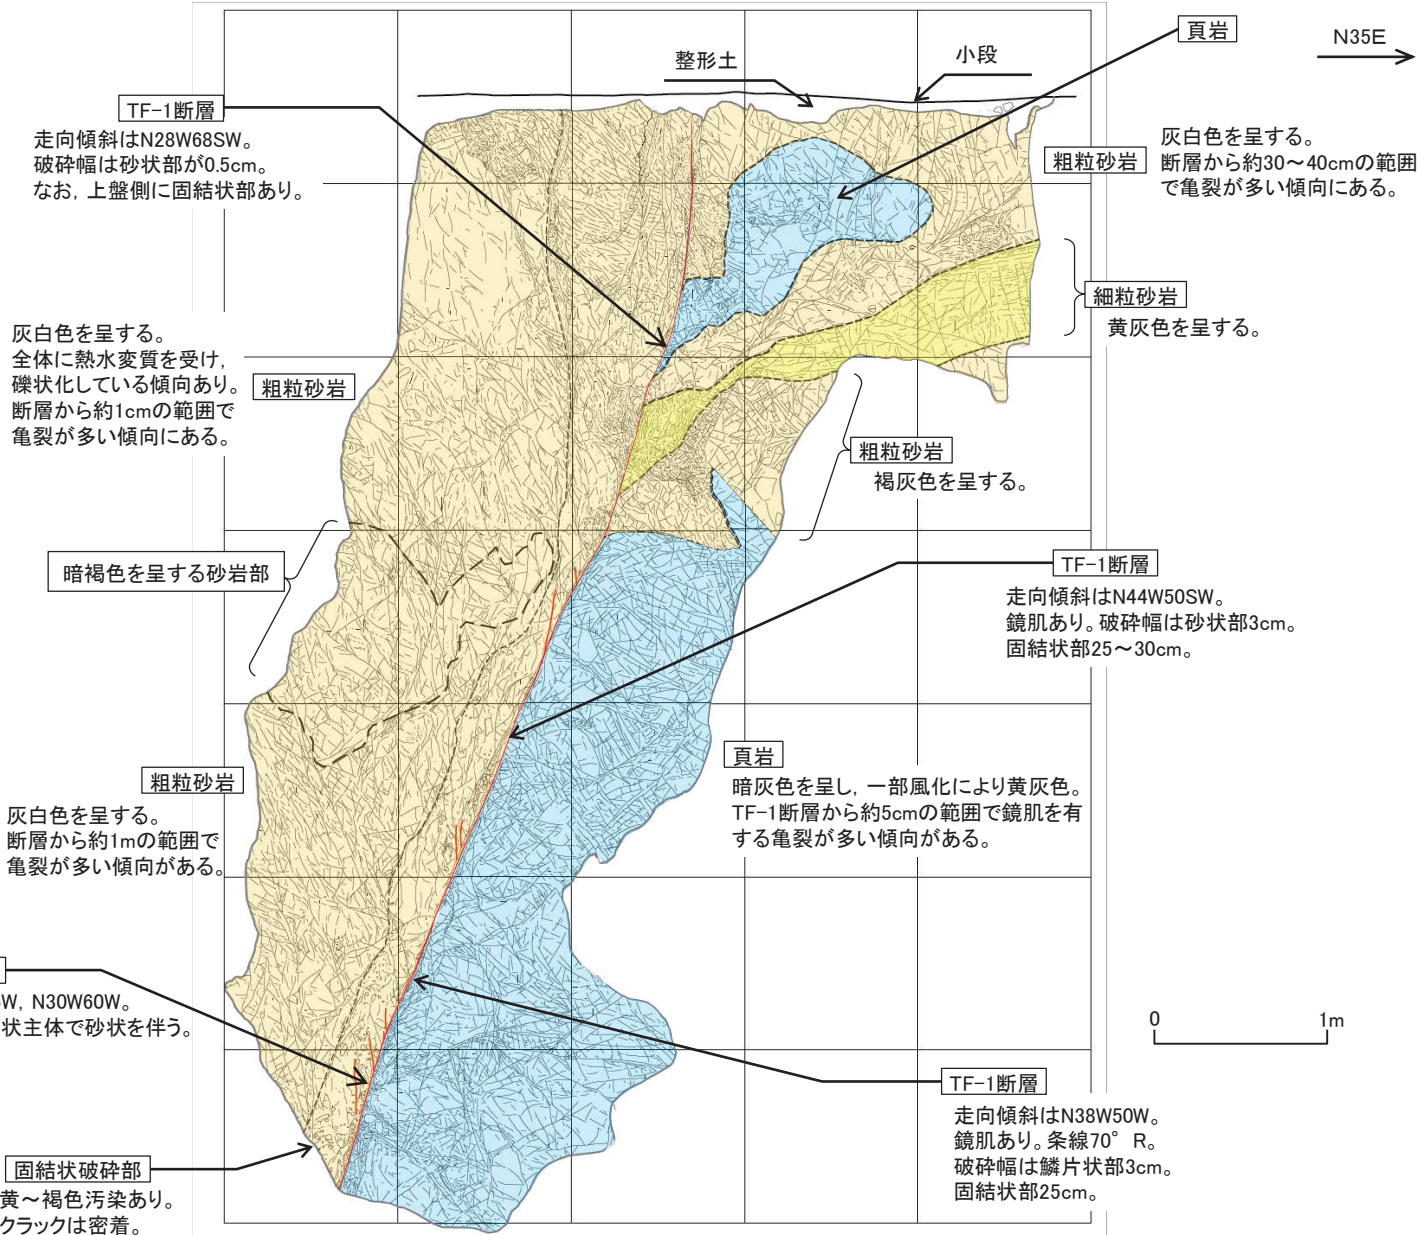 頁岩
N35E
整形土
小段
TF-1断層
走向傾斜はN28W68SW。
破砕幅は砂状部が0.5cm。
なお, 上盤側に固結状部あり。
粗粒砂岩
灰白色を呈する。
断層から約30～40cmの範囲
で亀裂が多い傾向にある。
細粒砂岩
黄灰色を呈する。
灰白色を呈する。
全体に熱水変質を受け,
礫状化している傾向あり。
断層から約1cmの範囲で
亀裂が多い傾向にある。
粗粒砂岩
粗粒砂岩
褐灰色を呈する。
暗褐色を呈する砂岩部
TF-1断層
走向傾斜はN44W50SW。
鏡肌あり。破砕幅は砂状部3cm。
固結状部25～30cm。
頁岩
暗灰色を呈し, 一部風化により黄灰色。
TF-1断層から約5cmの範囲で鏡肌を有
する亀裂が多い傾向がある。
粗粒砂岩
灰白色を呈する。
断層から約1mの範囲で
亀裂が多い傾向がある。
W, N30W60W。
状主体で砂状を伴う。
0 1m
TF-1断層
走向傾斜はN38W50W。
鏡肌あり。条線70° R。
破砕幅は鱗片状部3cm。
固結状部25cm。
固結状破砕部
黄～褐色汚染あり。
クラックは密着。